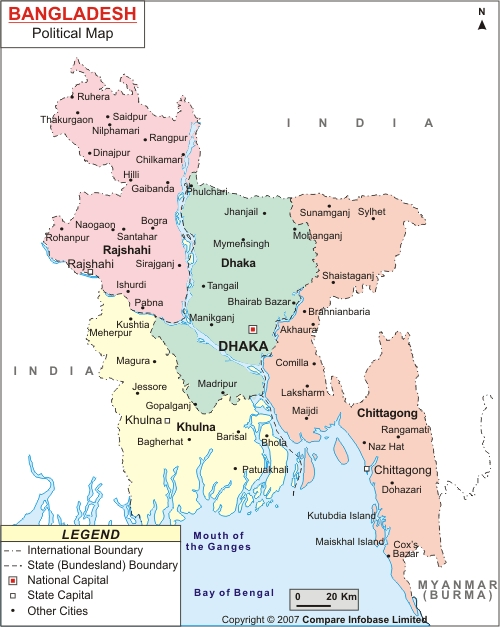 BANGLADESH
Political Map
N
INDIA
Ruhera
Thakurgaon
Saidpur
Nilphamari
Rangpur
Dinajpur
Chilkamari
Hilli
Gaibanda
Phulchari
Jhanjail
Sunamganj
Sylhet
Naogaon
Bogra
Rohanpur
Santahar
Mohanganj
Mymensingh
Rajshahi
Rajshahi
Sirajganj
Dhaka
Shaistaganj
Ishurdi
Tangail
Pabna
Bhairab Bazar
Brannianbaria
Manikganj
Kushtia
Akhaura
Meherpur
DHAKA
Magura
Comilla
INDIA
Jessore
Madripur
Laksharm
Gopalganj
Maijdi
Chittagong
Khulna
Khulna
Rangamati
Barisal
Bagherhat
Bhola
Naz Hat
Patuakhali
Chittagong
Dohazari
Kutubdia Island
Mouth of
the Ganges
Maiskhal Island
Cox's
Bazar
MYANMAR
(BURMA)
Bay of Bengal
LEGEND
International Boundary
State (Bundesland) Boundary
National Capital
State Capital
Other Cities
0 20 Km
Copyright © 2007 Compare Infobase Limited